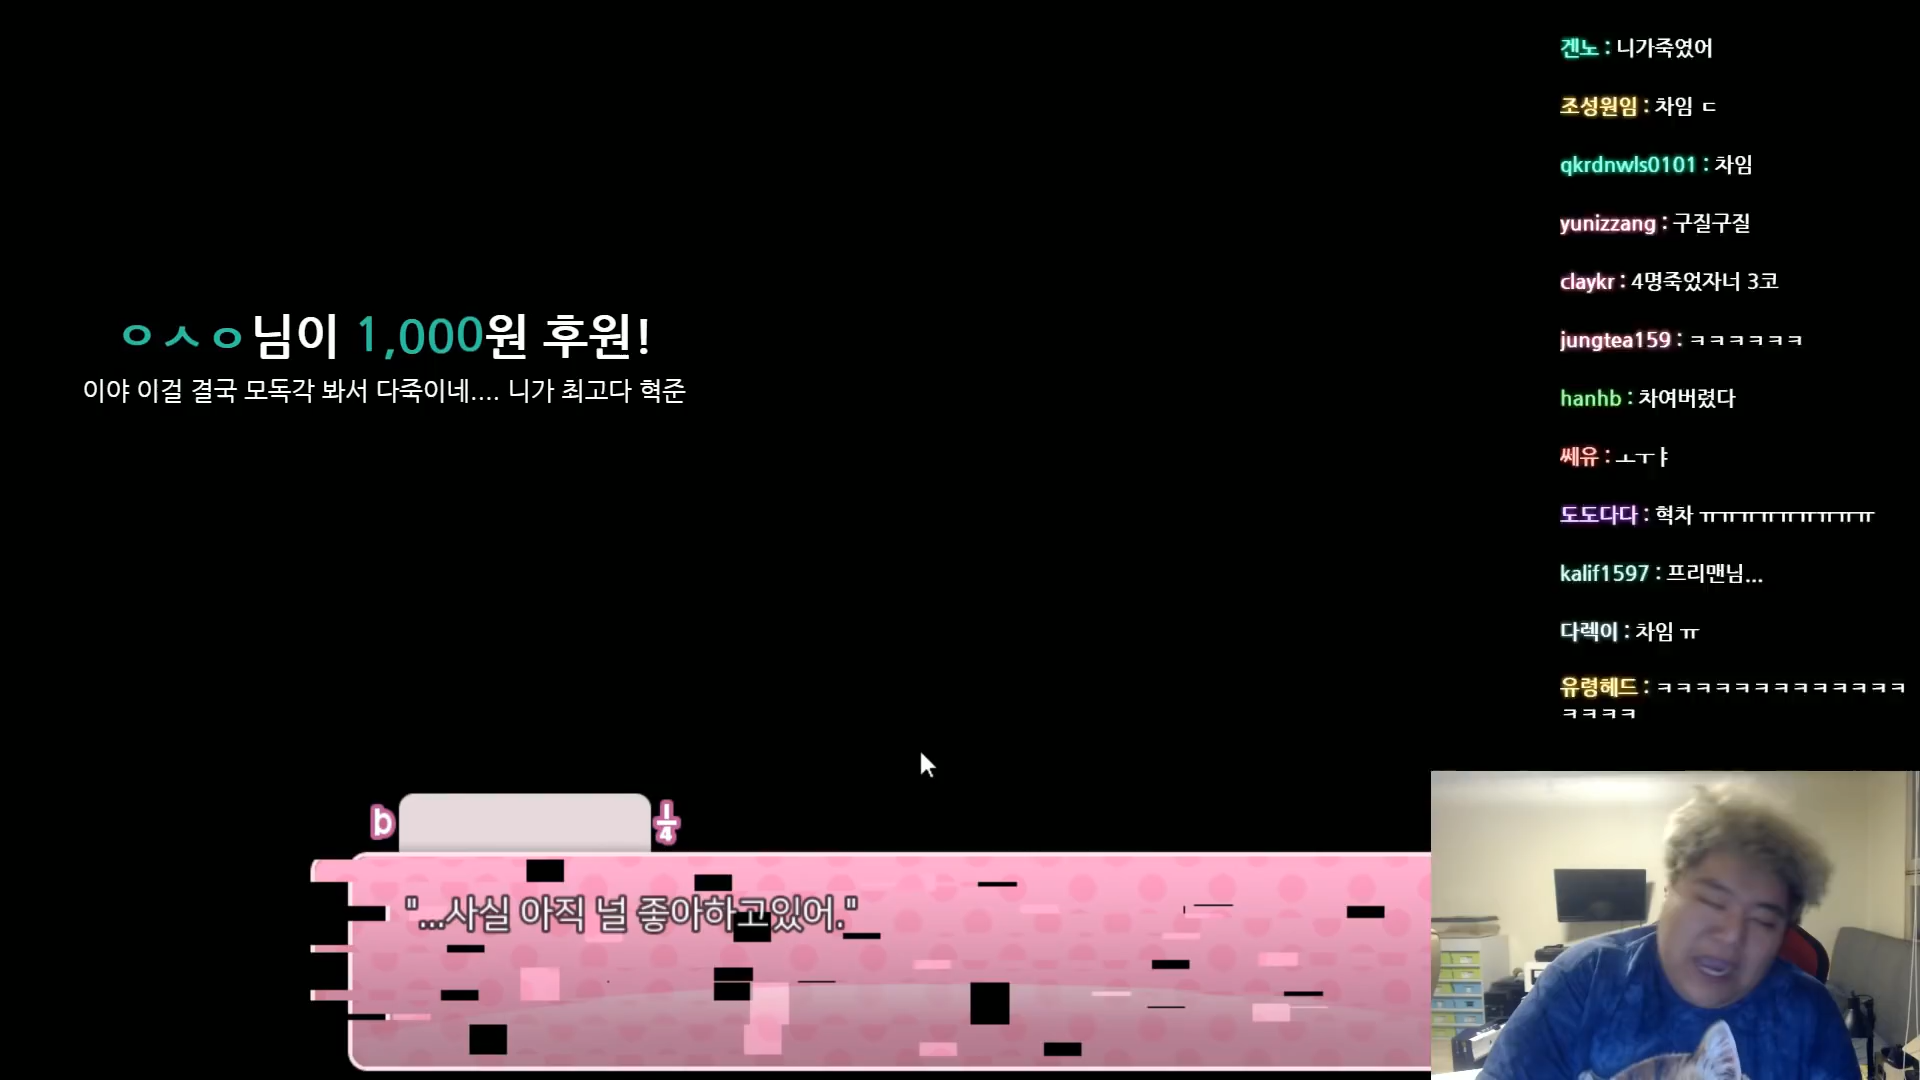 ㅇㅅㅇ님이 1,000원 후원!
이야 이걸 결국 모독각 봐서 다죽이네.... 니가 최고다 혁준
겐노 : 니가죽였어
조성원임 : 차임 ㄷ
qkrdnwls0101 : 차임
yunizzang : 구질구질
claykr : 4명죽었자너 3코
jungtea159 : ㅋㅋㅋㅋㅋㅋ
hanhb : 차여버렸다
쎄유 : ㅗㅜㅑ
도도다다 : 혁차 ㅠㅠㅠㅠㅠㅠㅠㅠㅠ
kalif1597 : 프리맨님...
다렉이 : 차임 ㅠ
유령헤드 : ㅋㅋㅋㅋㅋㅋㅋㅋㅋㅋㅋㅋㅋ
ㅋㅋㅋㅋ
b ¼
"...사실 아직 널 좋아하고있어."